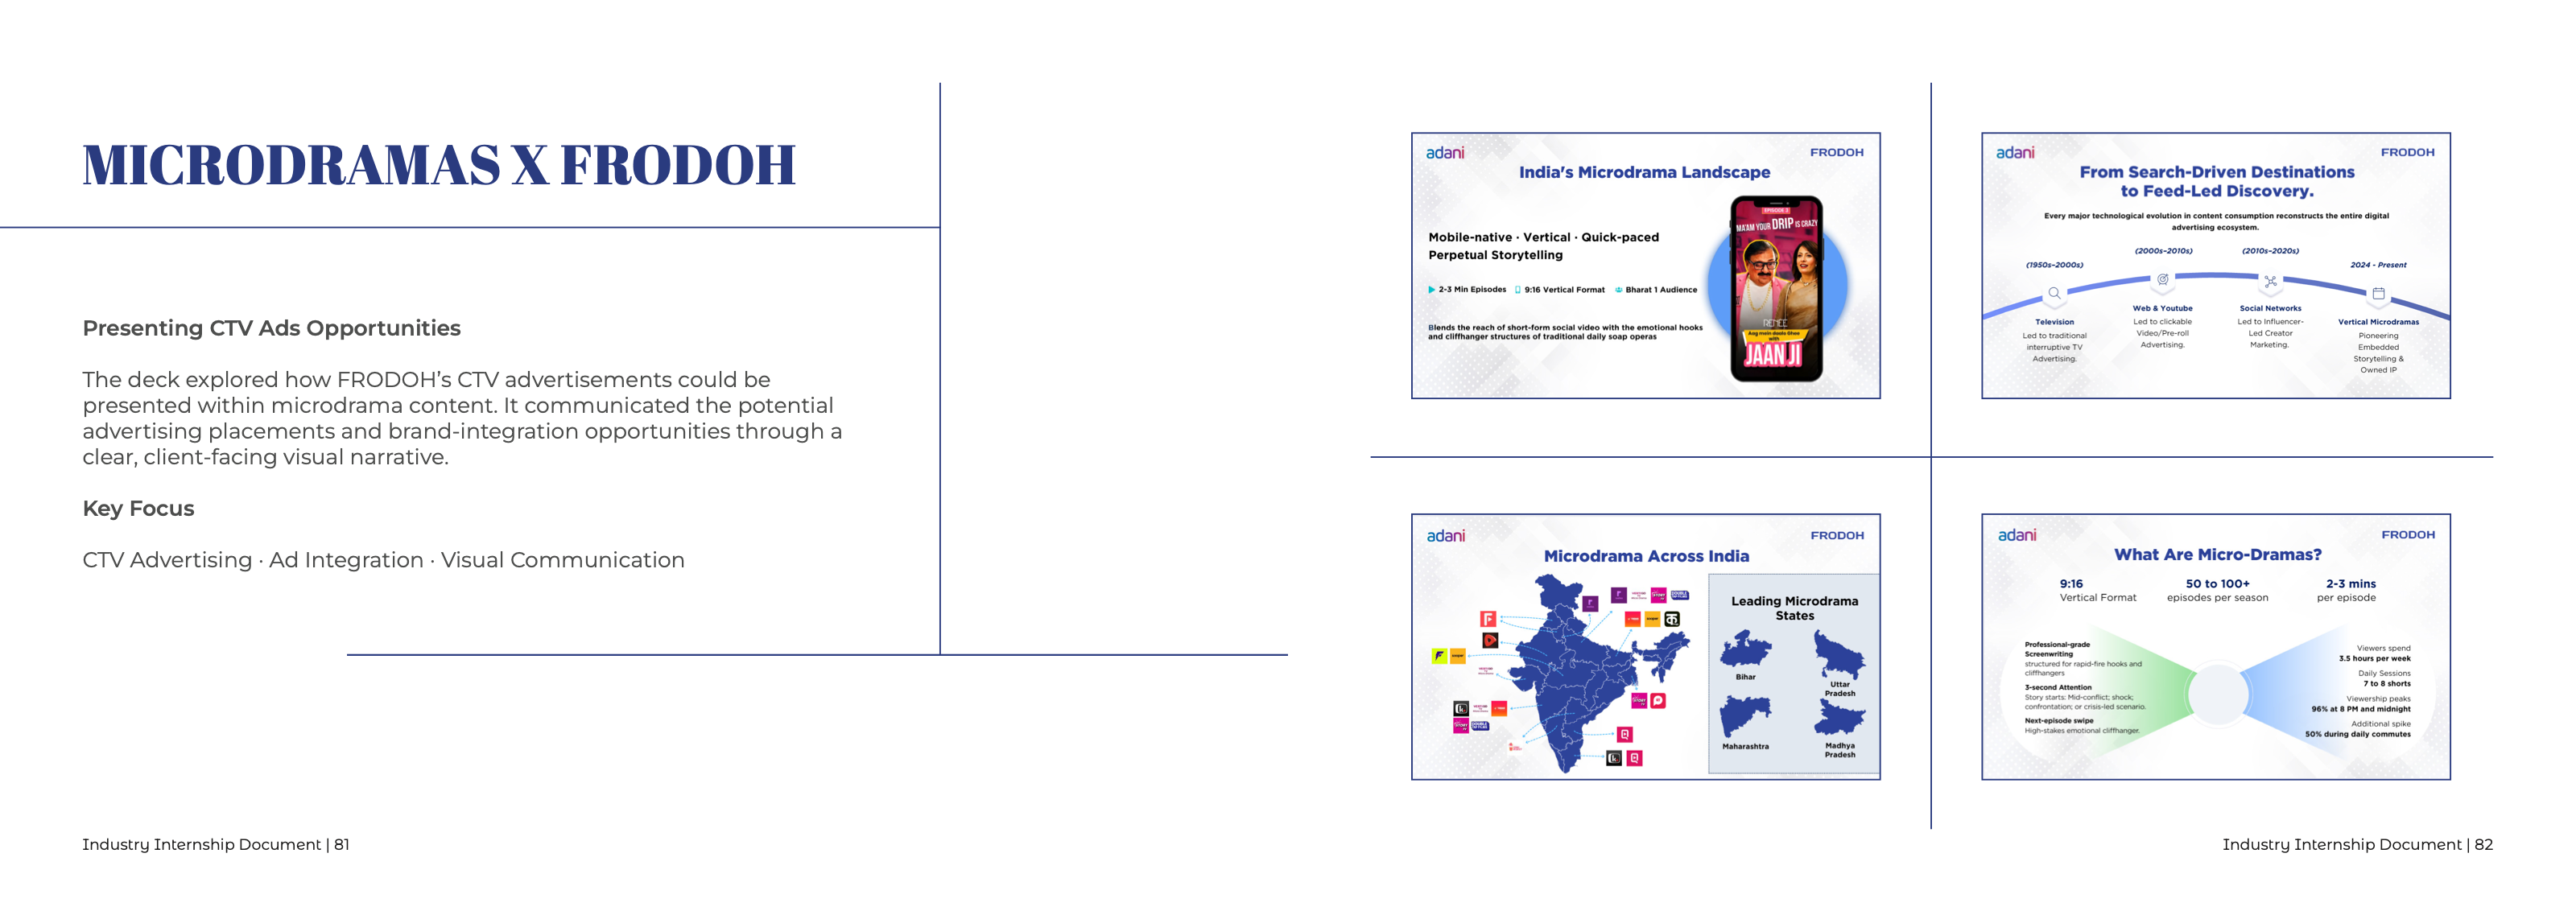 MICRODRAMAS X FRODOH
Presenting CTV Ads Opportunities
The deck explored how FRODOH's CTV advertisements could be
presented within microdrama content. It communicated the potential
advertising placements and brand-integration opportunities through a
clear, client-facing visual narrative.
Key Focus
CTV Advertising · Ad Integration · Visual Communication
Industry Internship Document | 81
adani
FRODOH
India's Microdrama Landscape
Mobile-native · Vertical · Quick-paced
Perpetual Storytelling
2-3 Min Episodes
9:16 Vertical Format
Bharat 1 Audience
Blends the reach of short-form social video with the emotional hooks
and cliffhanger structures of traditional daily soap operas
EPISODE 3
MA'AM YOUR DRIP IS CRAZY
RENEE
with
JAAN JI
adani
FRODOH
From Search-Driven Destinations
to Feed-Led Discovery.
Every major technological evolution in content consumption reconstructs the entire digital
advertising ecosystem.
(1950s-2000s)
Television
Led to traditional
interruptive TV
Advertising.
(2000s-2010s)
Web & Youtube
Led to clickable
Video/Pre-roll
Advertising.
(2010s-2020s)
Social Networks
Led to Influencer-
Led Creator
Marketing.
2024 - Present
Vertical Microdramas
Pioneering
Embedded
Storytelling &
Owned IP
adani
FRODOH
Microdrama Across India
Leading Microdrama
States
Bihar
Uttar
Pradesh
Maharashtra
Madhya
Pradesh
adani
FRODOH
What Are Micro-Dramas?
9:16
Vertical Format
50 to 100+
episodes per season
2-3 mins
per episode
Professional-grade
Screenwriting
structured for rapid-fire hooks and
cliffhangers
3-second Attention
Story starts: Mid-conflict; shock;
confrontation; or crisis-led scenario.
Next-episode swipe
High-stakes emotional cliffhanger.
Viewers spend
3.5 hours per week
Daily Sessions
7 to 8 shorts
Viewership peaks
96% at 8 PM and midnight
Additional spike
50% during daily commutes
Industry Internship Document | 82